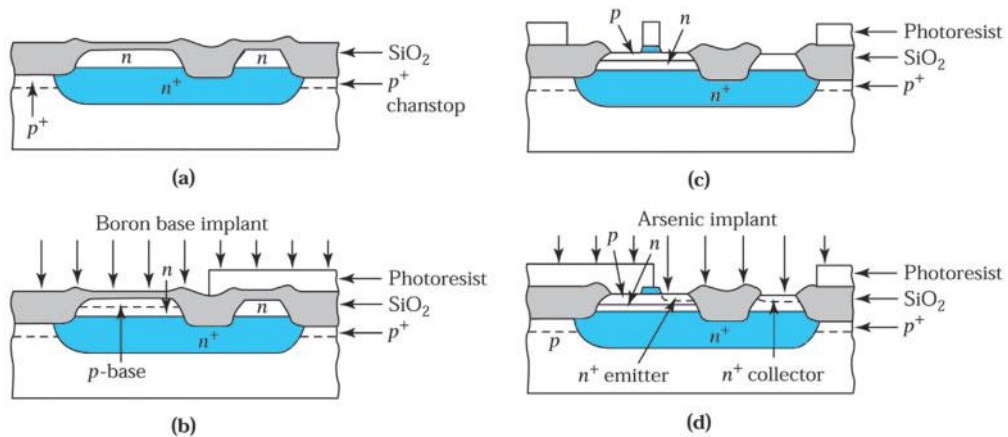 n
n
n+
p+
SiO2
p+
chanstop
(a)
p
n
n+
Photoresist
SiO2
p+
(c)
Boron base implant
n
n
n+
p-base
Photoresist
SiO2
p+
(b)
Arsenic implant
p
n
n+
p
n+ emitter
n+ collector
Photoresist
SiO2
p+
(d)